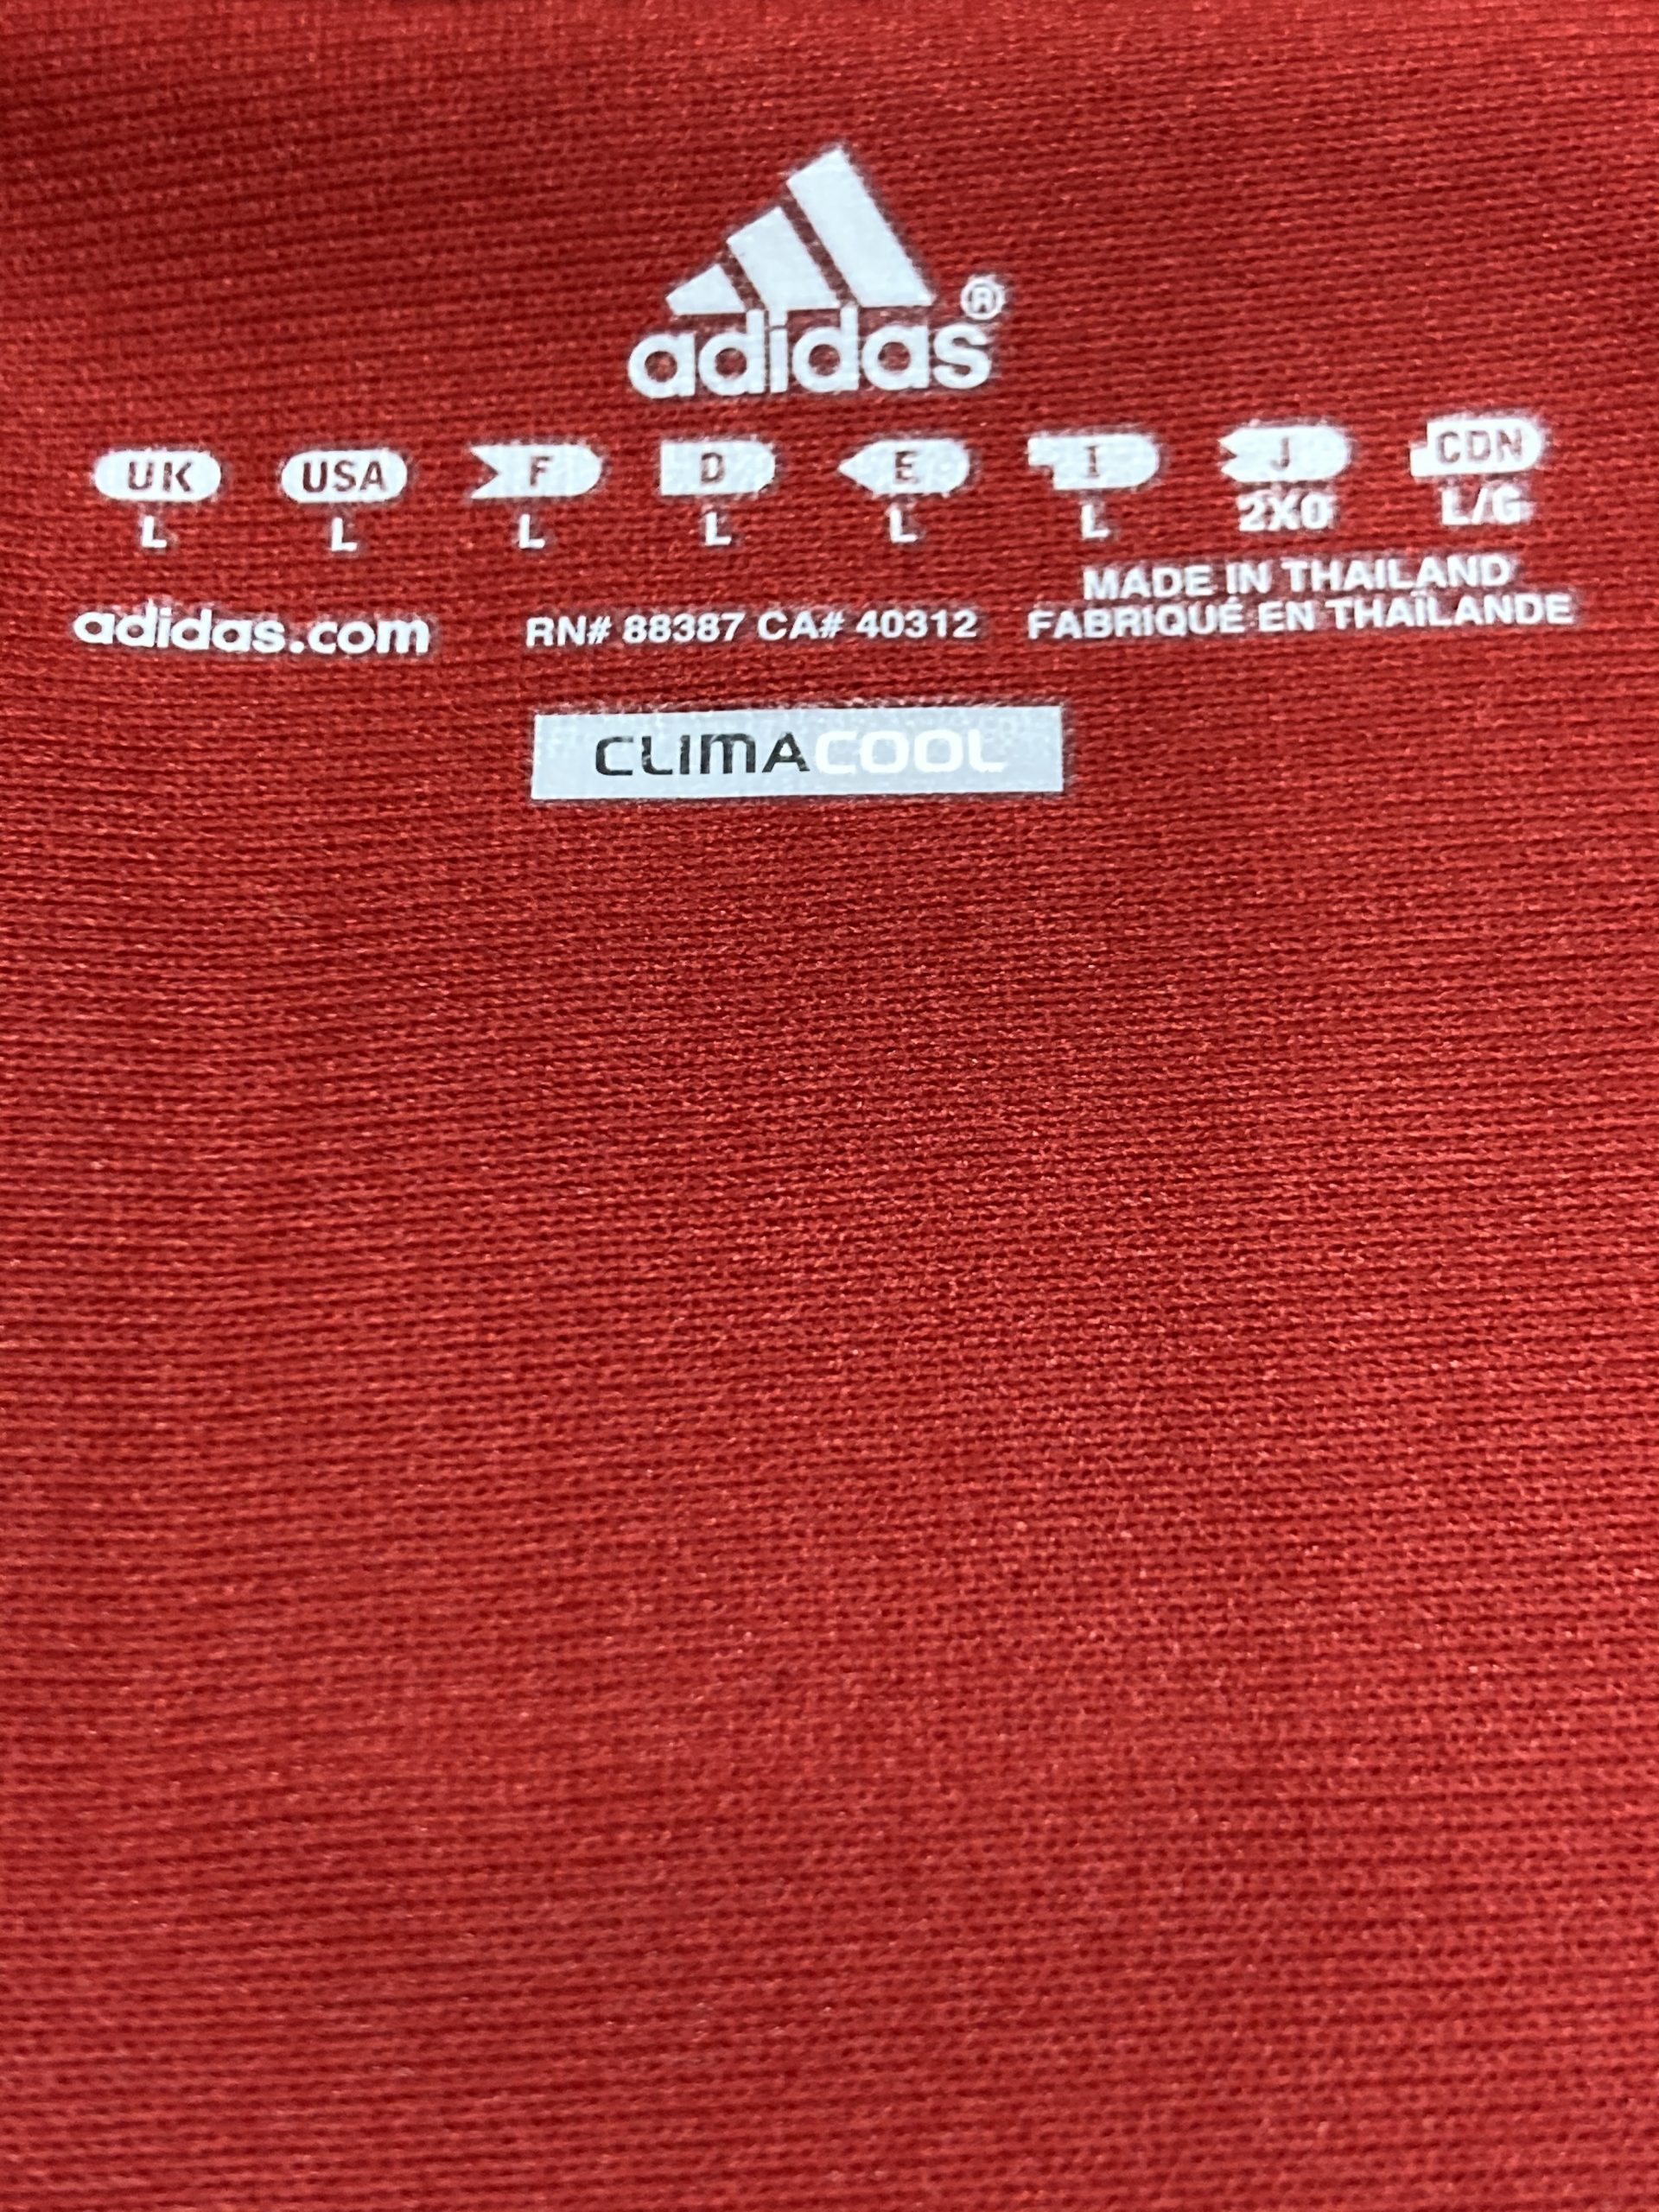 adidas®
UK USA F D E I J CDN
L L L L L L 2XO L/G
adidas.com
RN# 88387 CA# 40312
MADE IN THAILAND
FABRIQUÉ EN THAÏLANDE
CLIMACOOL